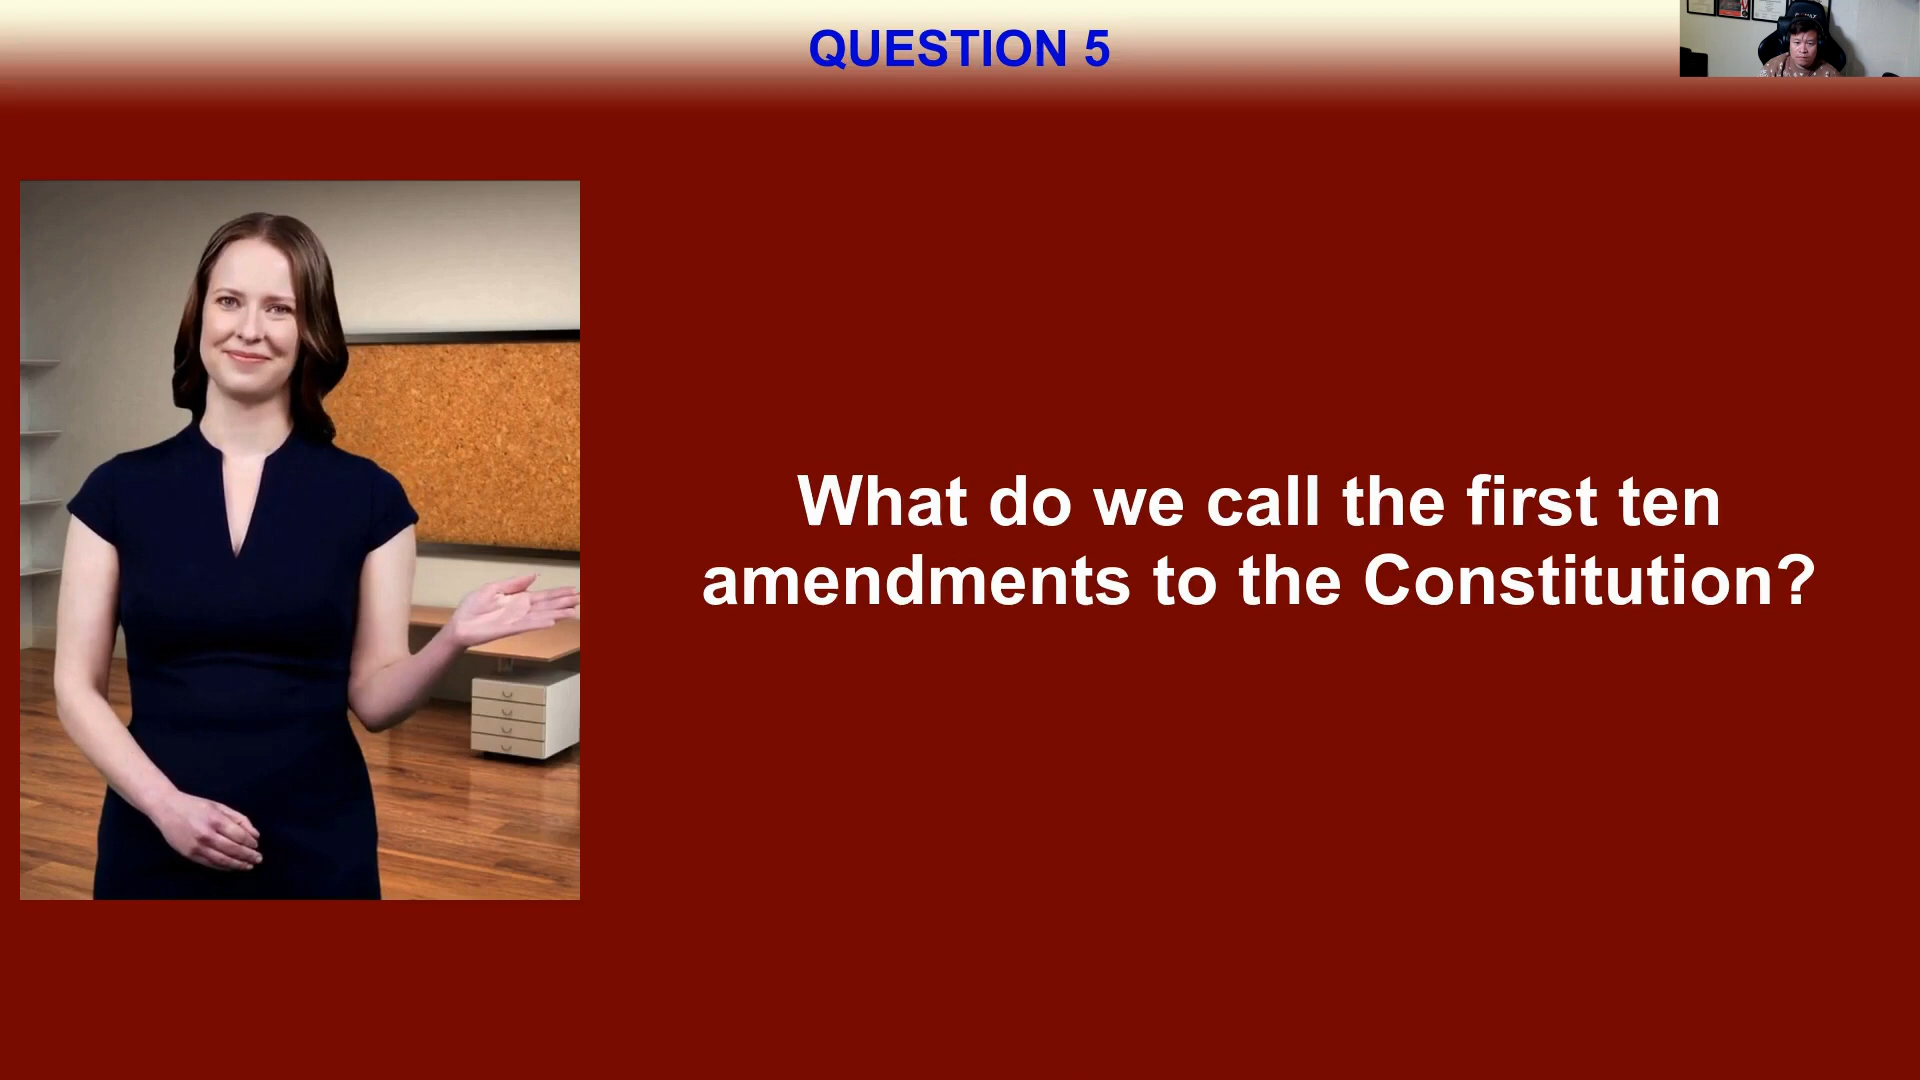 QUESTION 5
What do we call the first ten
amendments to the Constitution?